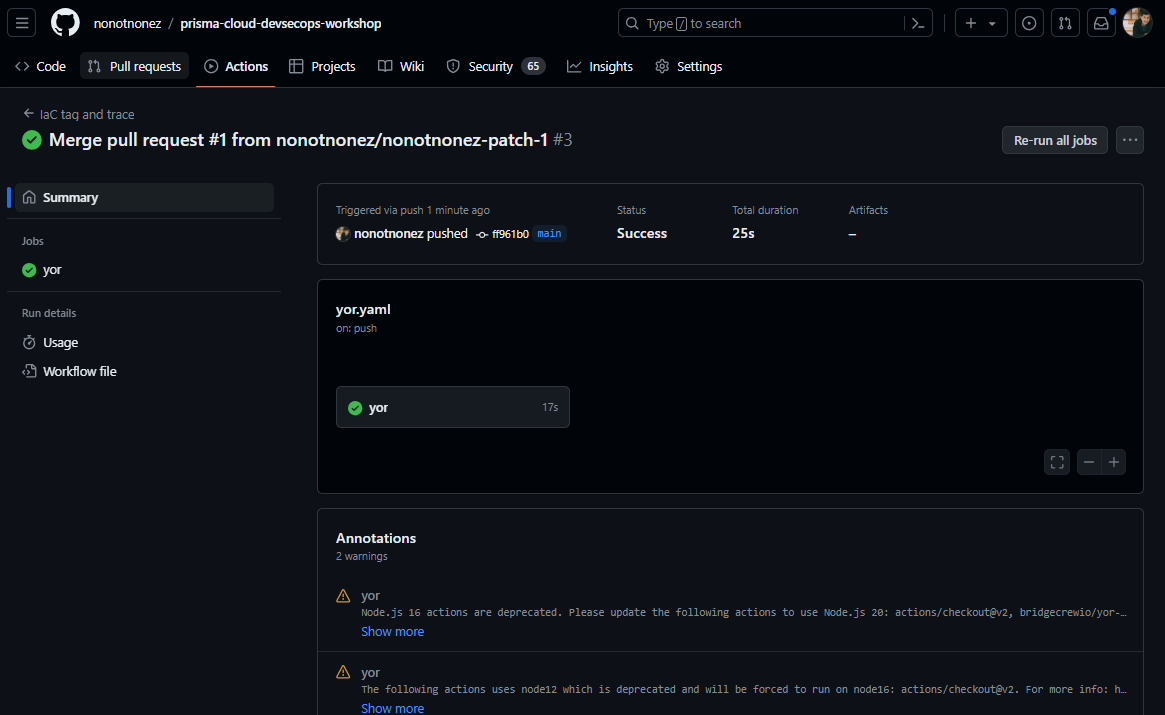 nonotnonez / prisma-cloud-devsecops-workshop
Type / to search
Code
Pull requests
Actions
Projects
Wiki
Security 65
Insights
Settings
IaC tag and trace
Merge pull request #1 from nonotnonez/nonotnonez-patch-1 #3
Re-run all jobs
Summary
Jobs
yor
Run details
Usage
Workflow file
Triggered via push 1 minute ago
nonotnonez pushed ff961b0 main
Status
Success
Total duration
25s
Artifacts
–
yor.yaml
on: push
yor 17s
Annotations
2 warnings
yor
Node.js 16 actions are deprecated. Please update the following actions to use Node.js 20: actions/checkout@v2, bridgecrewio/yor-…
Show more
yor
The following actions uses node12 which is deprecated and will be forced to run on node16: actions/checkout@v2. For more info: h…
Show more